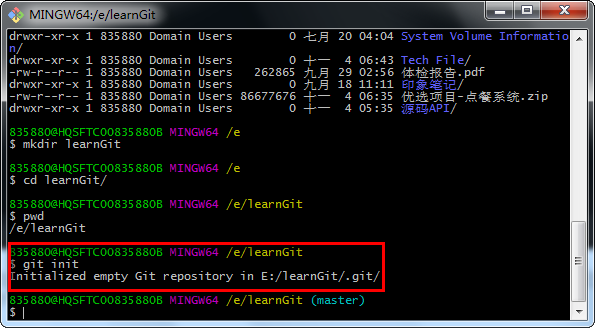 MINGW64:/e/learnGit
drwxr-xr-x 1 835880 Domain Users 0 七月 20 04:04 System Volume Informatio
n/
drwxr-xr-x 1 835880 Domain Users 0 十一 4 06:43 Tech File/
-rw-r--r-- 1 835880 Domain Users 262865 九月 29 02:56 体检报告.pdf
drwxr-xr-x 1 835880 Domain Users 0 九月 18 11:11 印象笔记/
-rw-r--r-- 1 835880 Domain Users 86677676 十一 4 06:35 优选项目-点餐系统.zip
drwxr-xr-x 1 835880 Domain Users 0 十一 4 05:35 源码API/
835880@HQSFTC00835880B MINGW64 /e
$ mkdir learnGit
835880@HQSFTC00835880B MINGW64 /e
$ cd learnGit/
835880@HQSFTC00835880B MINGW64 /e/learnGit
$ pwd
/e/learnGit
835880@HQSFTC00835880B MINGW64 /e/learnGit
$ git init
Initialized empty Git repository in E:/learnGit/.git/
835880@HQSFTC00835880B MINGW64 /e/learnGit (master)
$